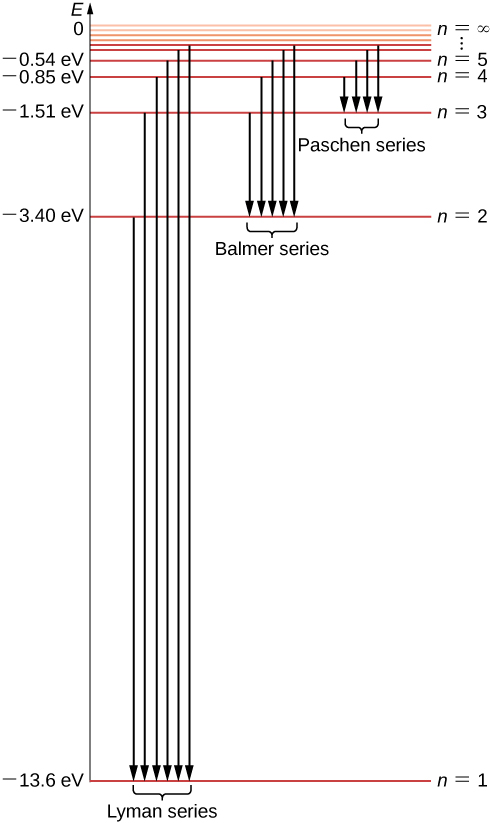 E
0 n = ∞
⋮
−0.54 eV n = 5
−0.85 eV n = 4
−1.51 eV n = 3
Paschen series
−3.40 eV n = 2
Balmer series
−13.6 eV n = 1
Lyman series